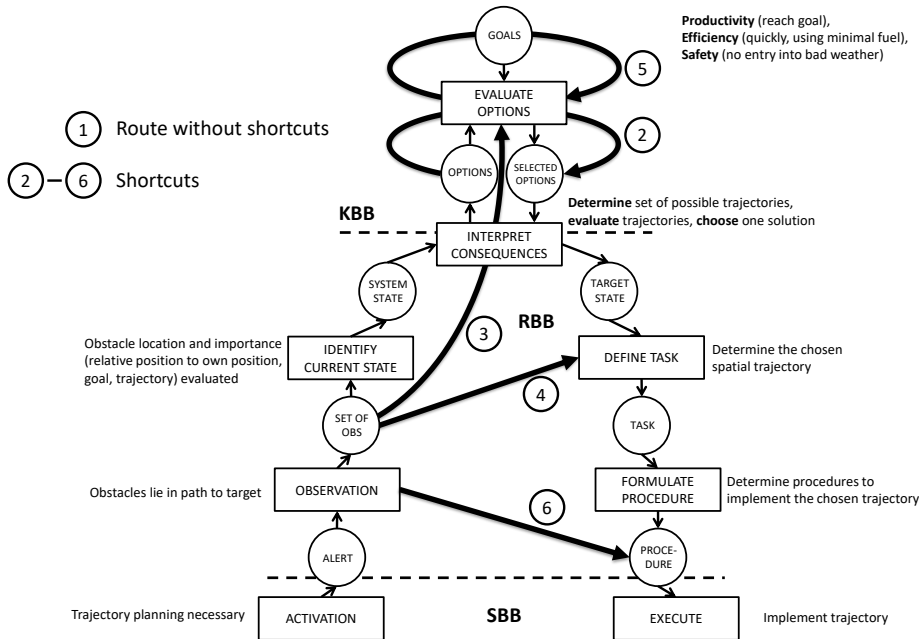 GOALS
Productivity (reach goal),
Efficiency (quickly, using minimal fuel),
Safety (no entry into bad weather)
5
EVALUATE
OPTIONS
1
Route without shortcuts
2
2
6
Shortcuts
OPTIONS
SELECTED
OPTIONS
Determine set of possible trajectories,
evaluate trajectories, choose one solution
KBB
INTERPRET
CONSEQUENCES
SYSTEM
STATE
TARGET
STATE
3
RBB
Obstacle location and importance
(relative position to own position,
goal, trajectory) evaluated
IDENTIFY
CURRENT STATE
DEFINE TASK
Determine the chosen
spatial trajectory
4
SET OF
OBS
TASK
Obstacles lie in path to target
OBSERVATION
FORMULATE
PROCEDURE
Determine procedures to
implement the chosen trajectory
6
ALERT
PROCE-
DURE
Trajectory planning necessary
ACTIVATION
SBB
EXECUTE
Implement trajectory